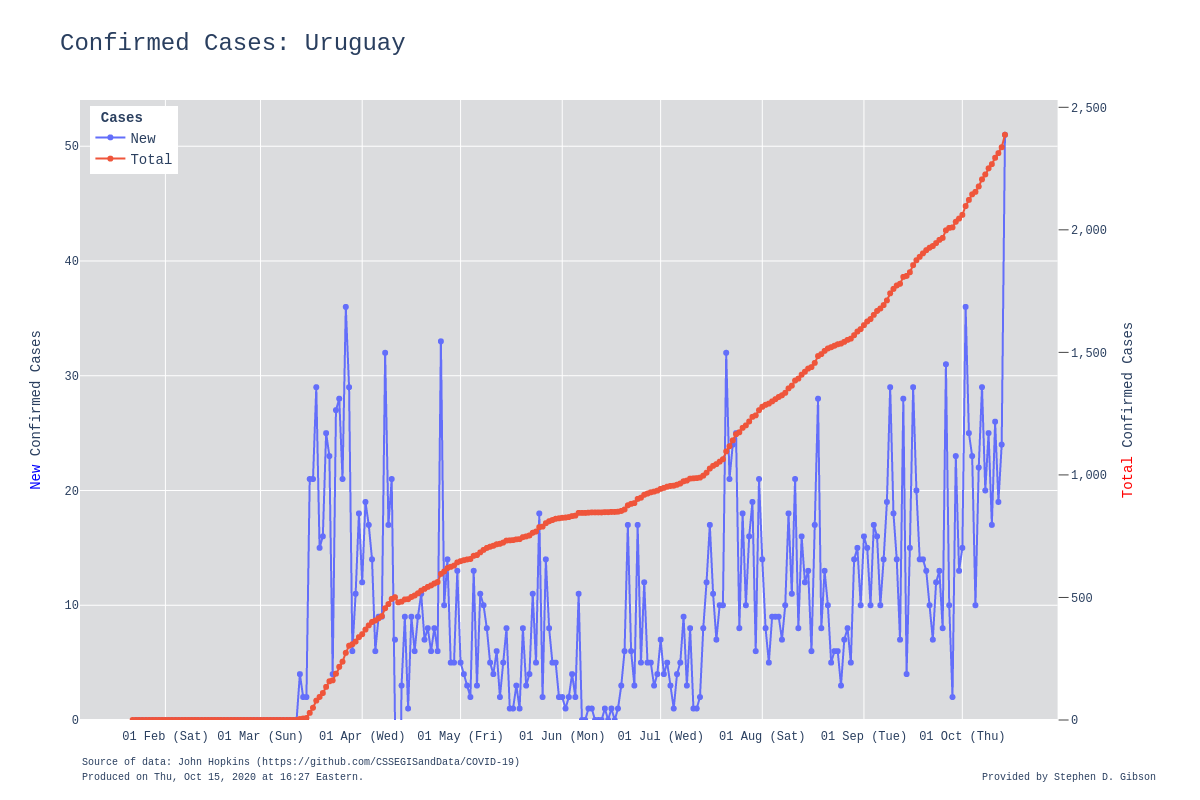 Confirmed Cases: Uruguay
Cases
New
Total
50
40
30
20
10
0
2,500
2,000
1,500
1,000
500
0
New Confirmed Cases
Total Confirmed Cases
01 Feb (Sat) 01 Mar (Sun) 01 Apr (Wed) 01 May (Fri) 01 Jun (Mon) 01 Jul (Wed) 01 Aug (Sat) 01 Sep (Tue) 01 Oct (Thu)
Source of data: John Hopkins (https://github.com/CSSEGISandData/COVID-19)
Produced on Thu, Oct 15, 2020 at 16:27 Eastern.
Provided by Stephen D. Gibson